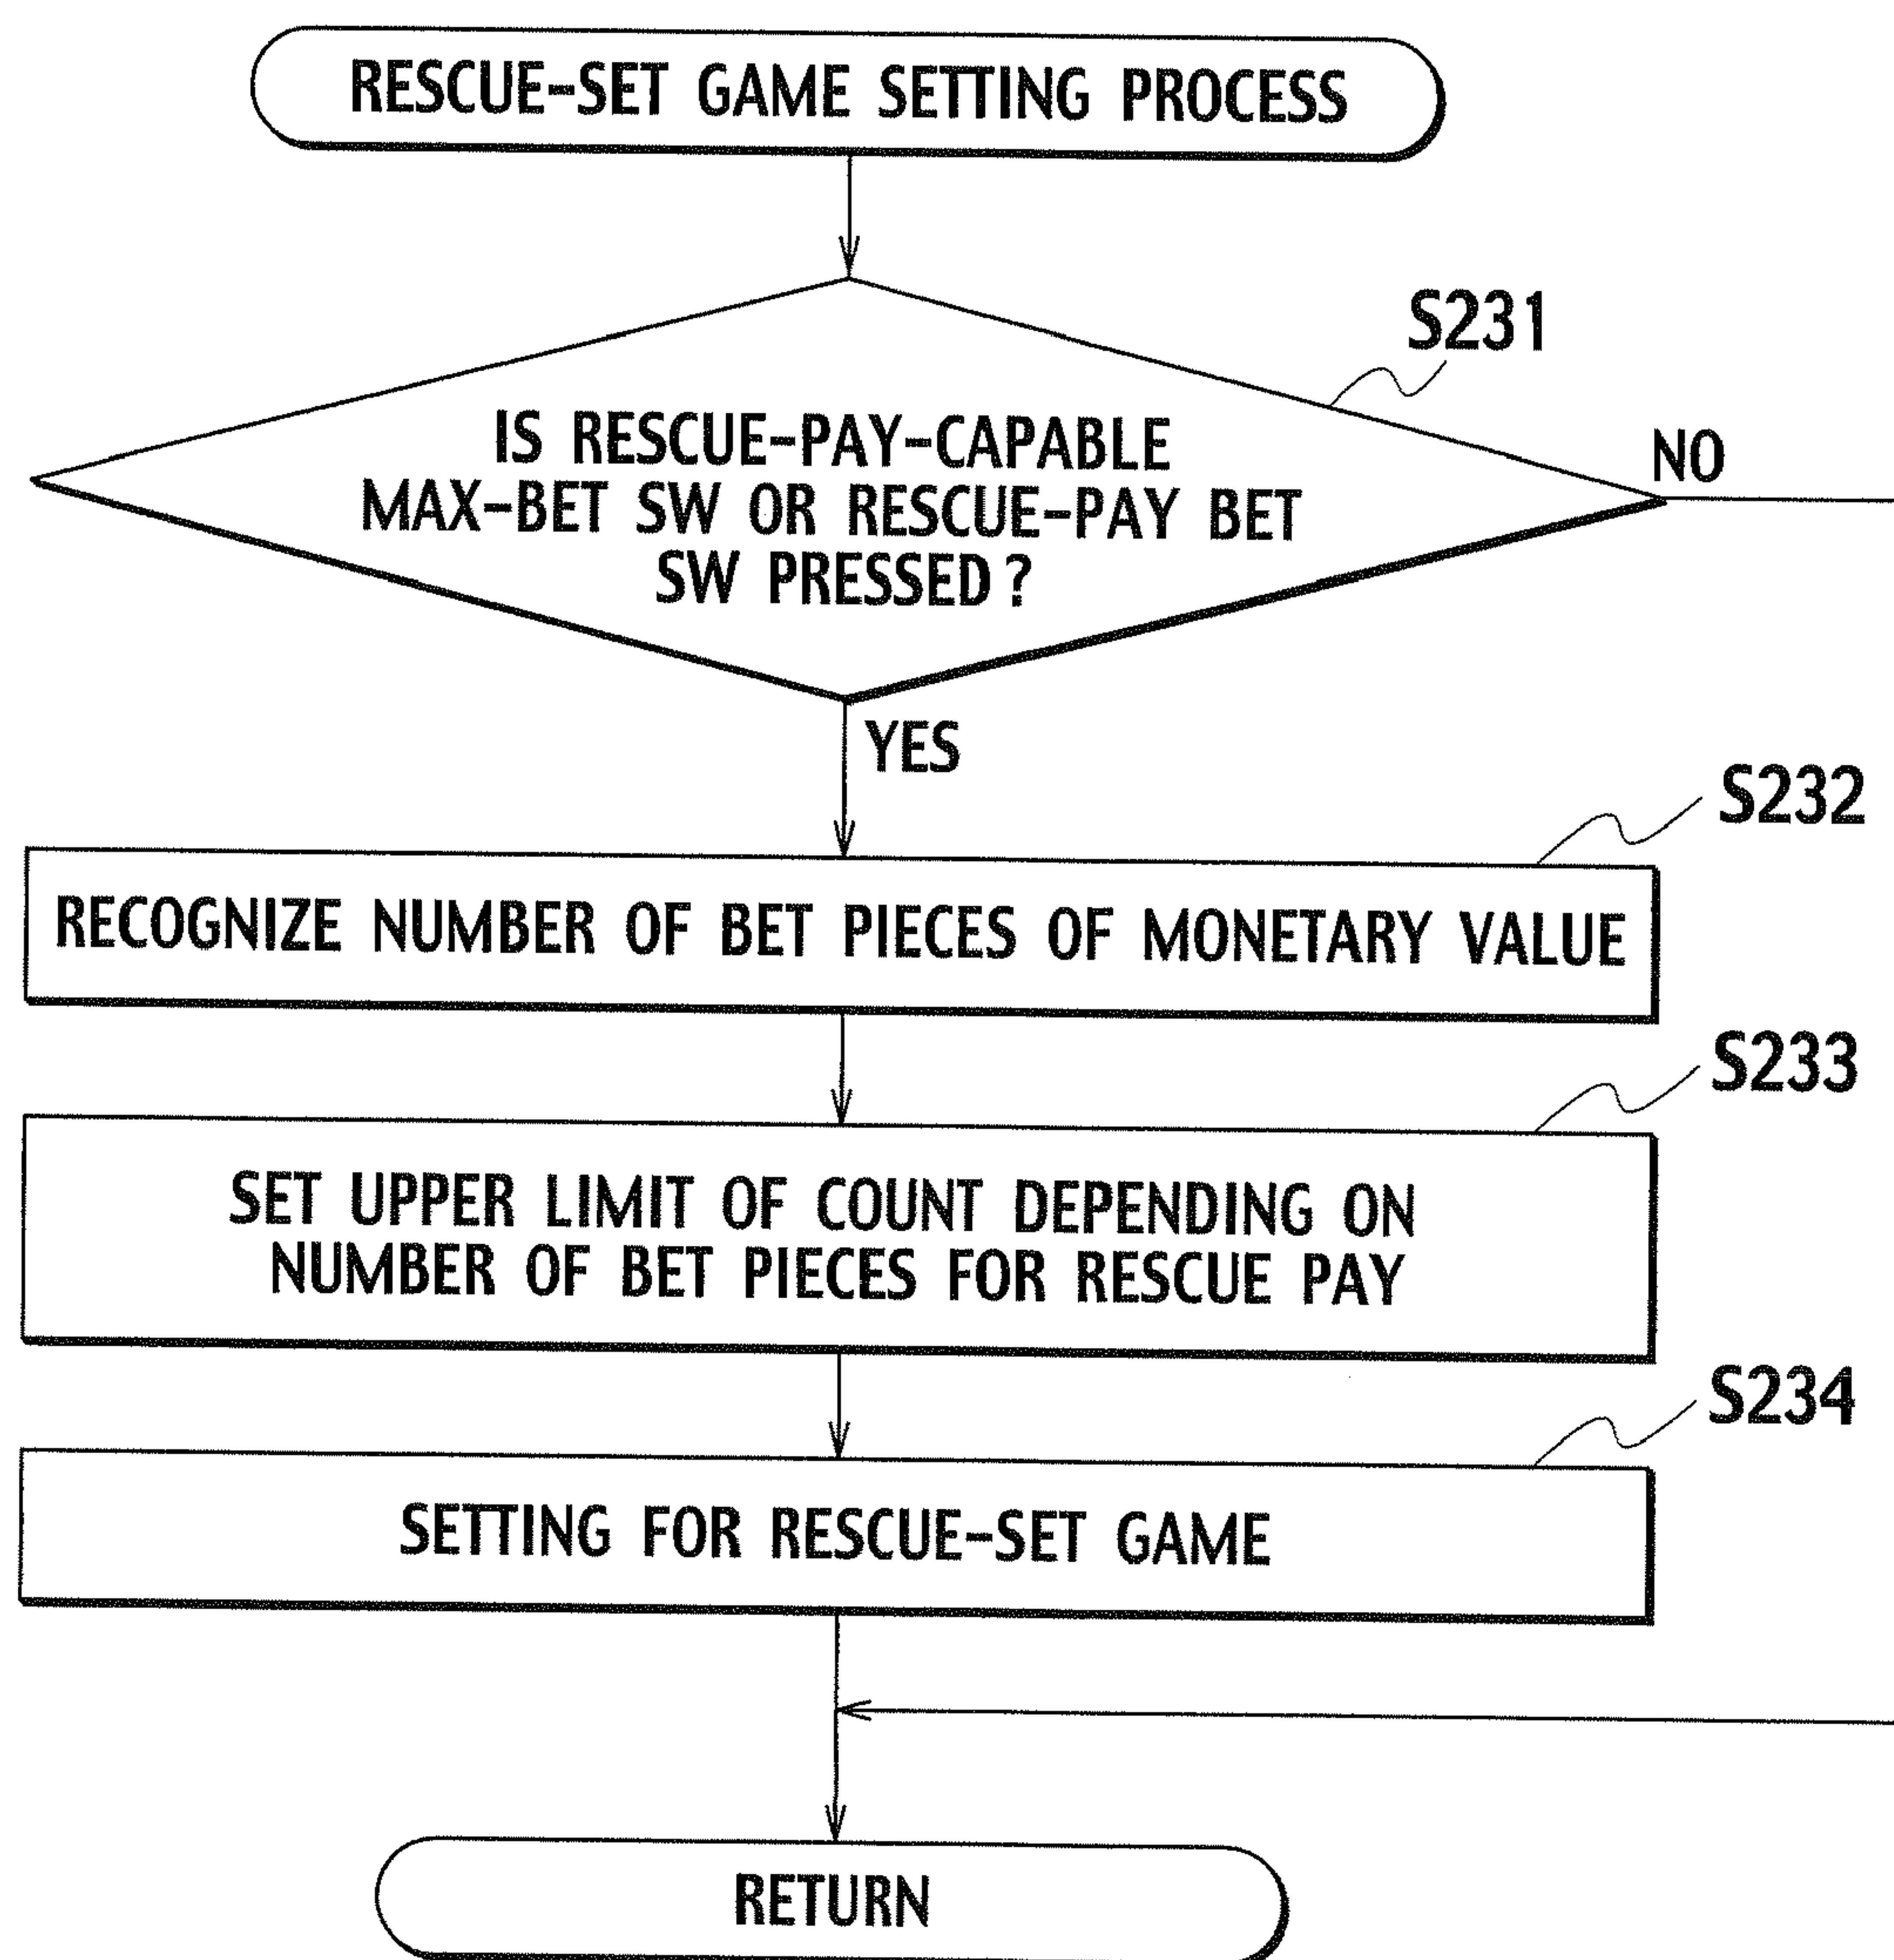 RESCUE-SET GAME SETTING PROCESS
S231
IS RESCUE-PAY-CAPABLE
MAX-BET SW OR RESCUE-PAY BET
SW PRESSED?
NO
YES
S232
RECOGNIZE NUMBER OF BET PIECES OF MONETARY VALUE
S233
SET UPPER LIMIT OF COUNT DEPENDING ON
NUMBER OF BET PIECES FOR RESCUE PAY
S234
SETTING FOR RESCUE-SET GAME
RETURN